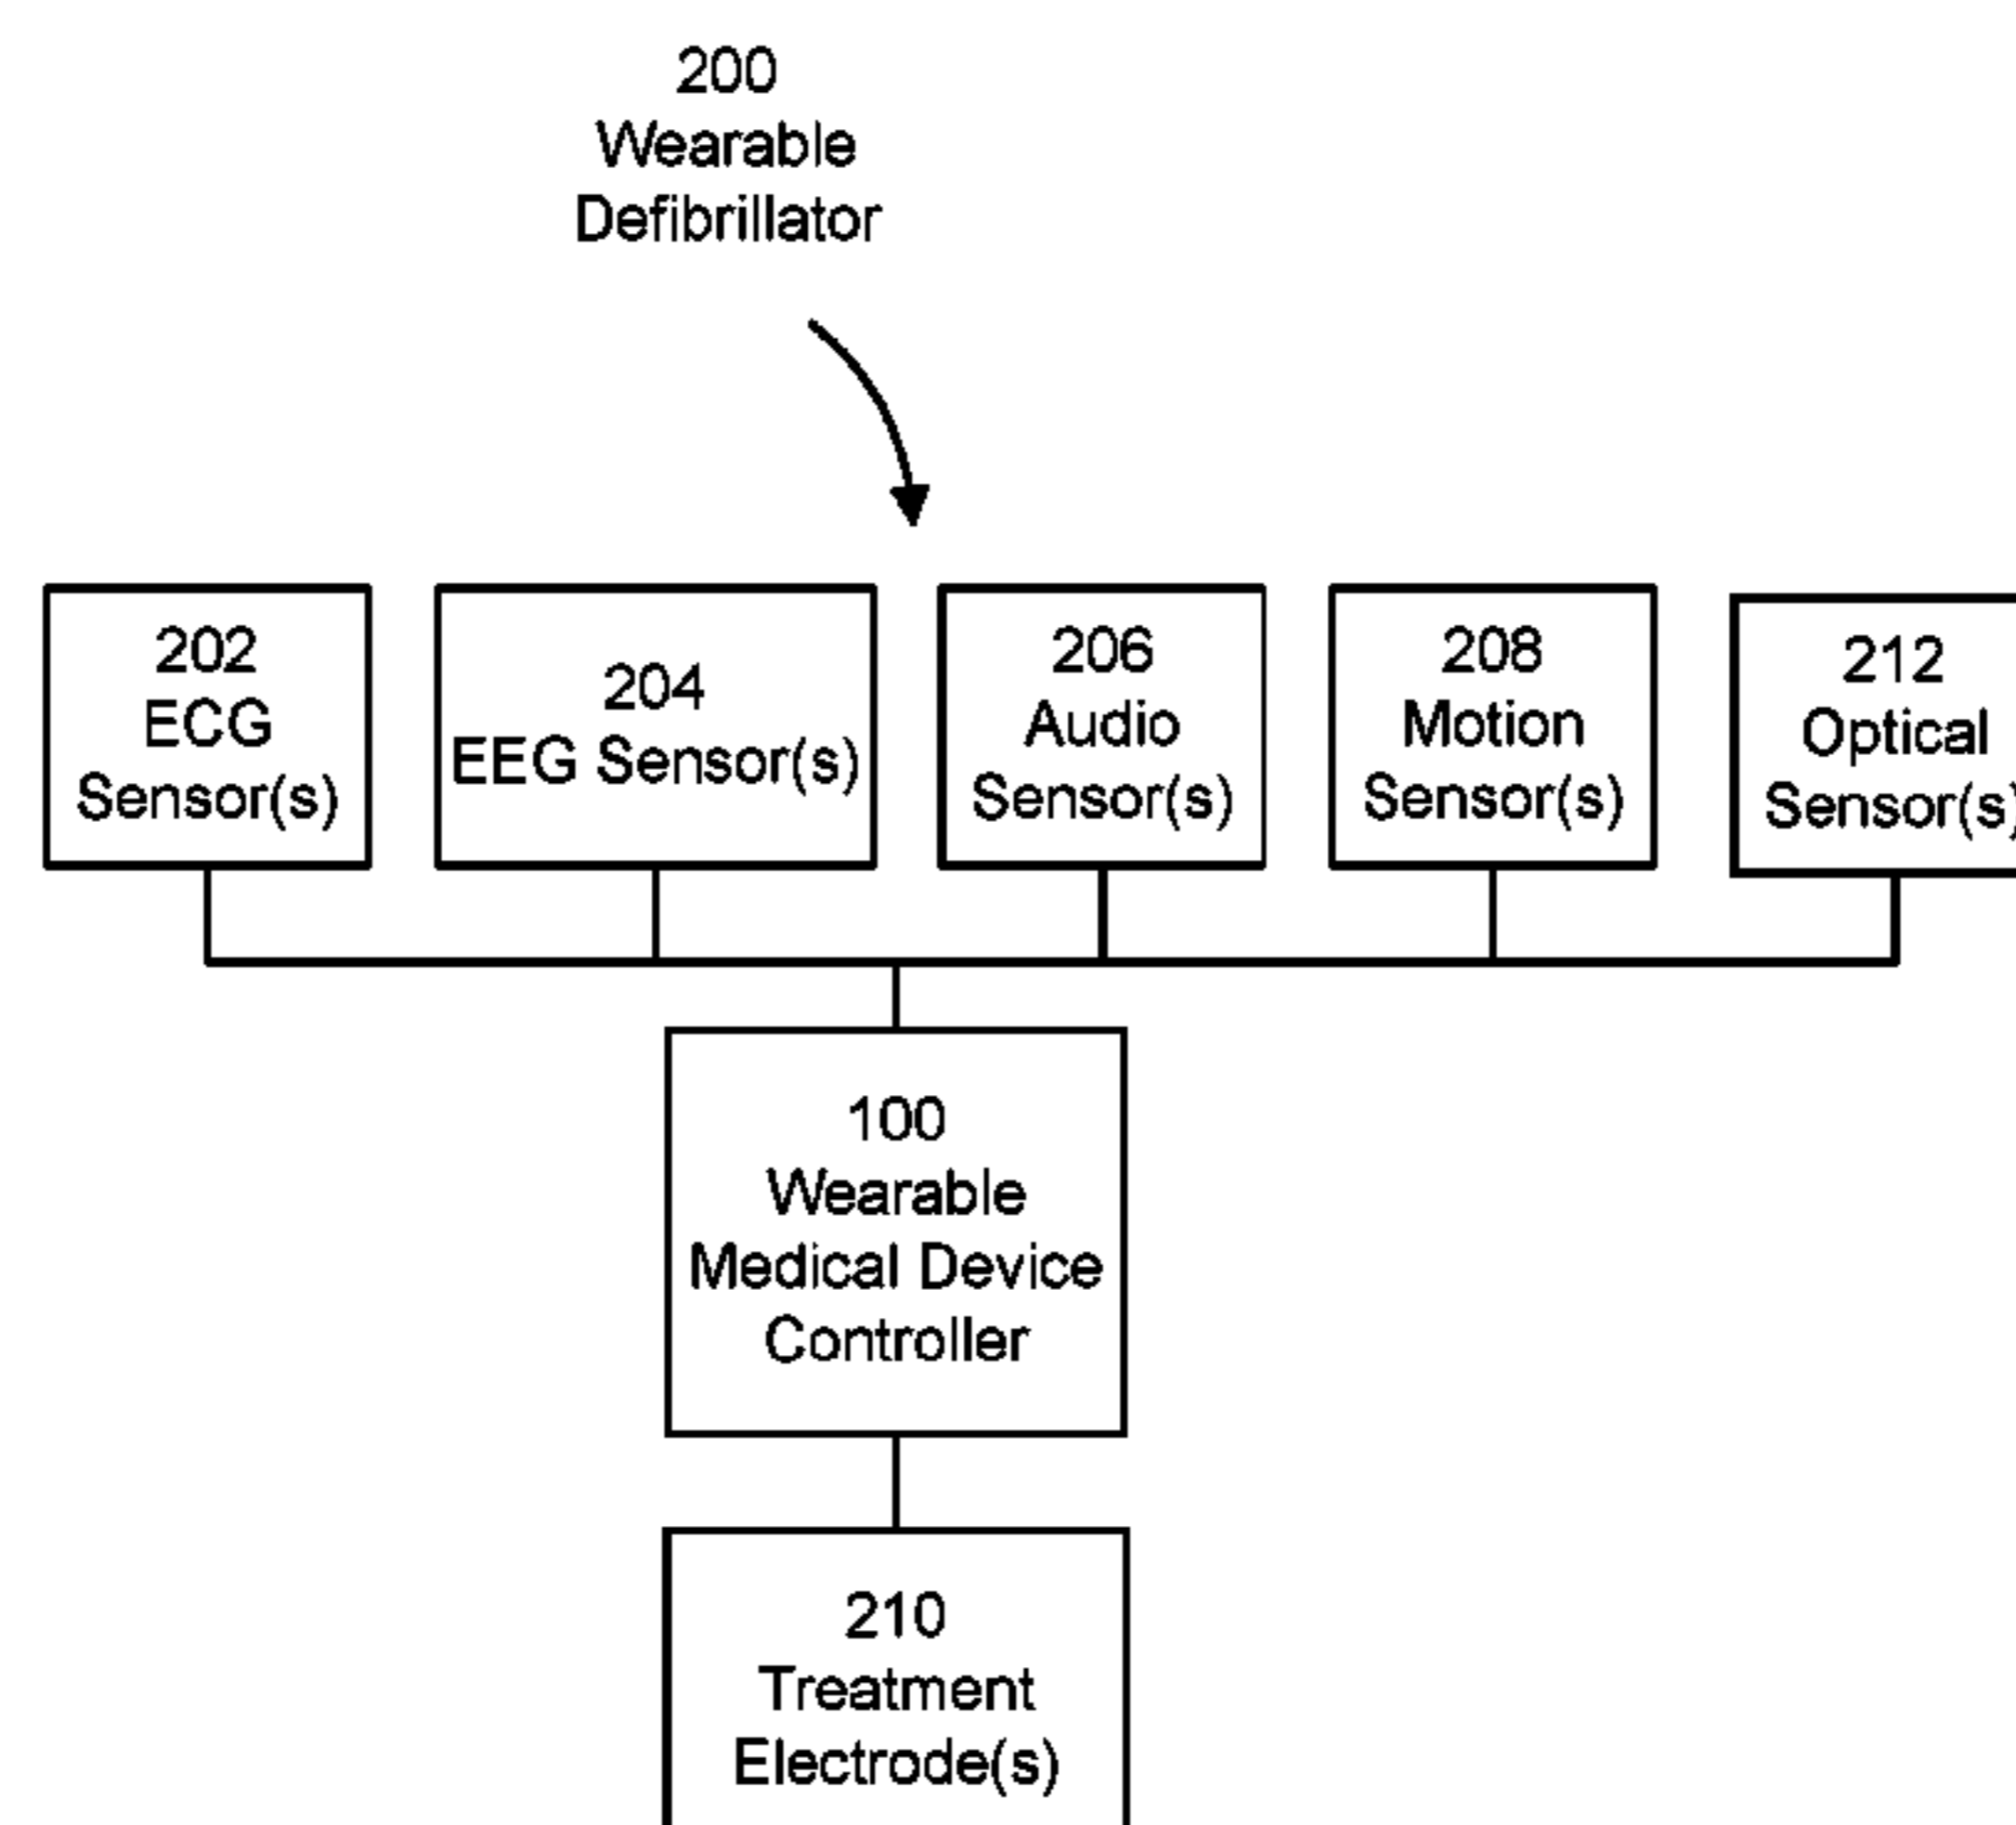 200
Wearable
Defibrillator
202
ECG
Sensor(s)
204
EEG Sensor(s)
206
Audio
Sensor(s)
208
Motion
Sensor(s)
212
Optical
Sensor(s)
100
Wearable
Medical Device
Controller
210
Treatment
Electrode(s)